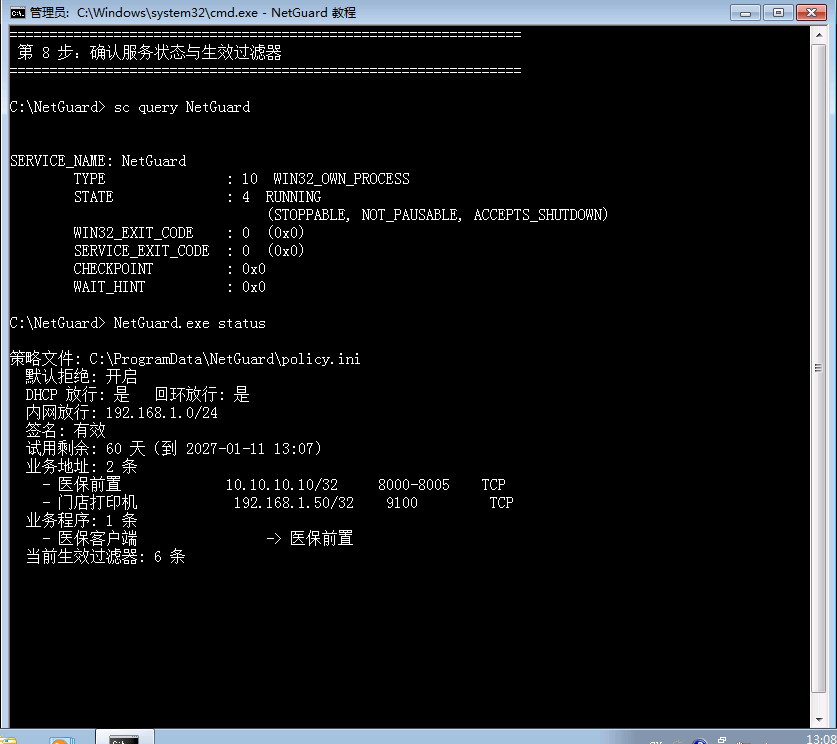 管理员: C:\Windows\system32\cmd.exe - NetGuard 教程
================================================================
第 8 步: 确认服务状态与生效过滤器
================================================================
C:\NetGuard> sc query NetGuard
SERVICE_NAME: NetGuard
TYPE : 10 WIN32_OWN_PROCESS
STATE : 4 RUNNING
(STOPPABLE, NOT_PAUSABLE, ACCEPTS_SHUTDOWN)
WIN32_EXIT_CODE : 0 (0x0)
SERVICE_EXIT_CODE : 0 (0x0)
CHECKPOINT : 0x0
WAIT_HINT : 0x0
C:\NetGuard> NetGuard.exe status
策略文件: C:\ProgramData\NetGuard\policy.ini
默认拒绝: 开启
DHCP 放行: 是 回环放行: 是
内网放行: 192.168.1.0/24
签名: 有效
试用剩余: 60 天 (到 2027-01-11 13:07)
业务地址: 2 条
- 医保前置 10.10.10.10/32 8000-8005 TCP
- 门店打印机 192.168.1.50/32 9100 TCP
业务程序: 1 条
- 医保客户端 -> 医保前置
当前生效过滤器: 6 条
13:08